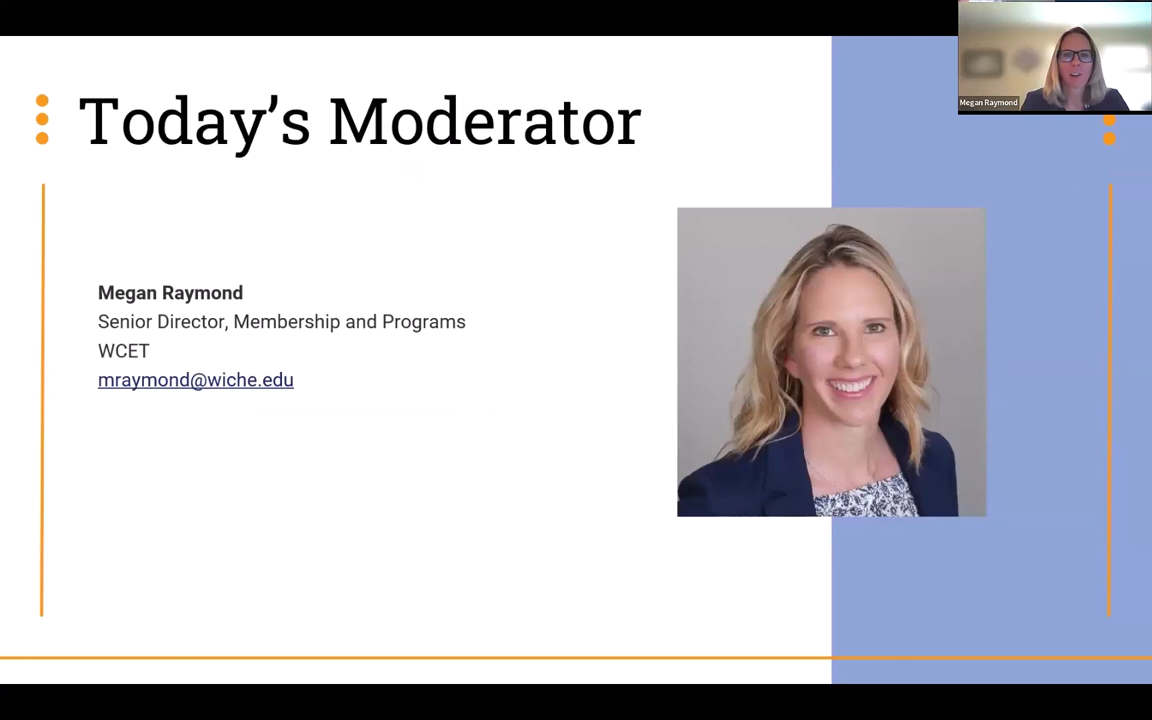 Megan Raymond
Today’s Moderator
Megan Raymond
Senior Director, Membership and Programs
WCET
mraymond@wiche.edu